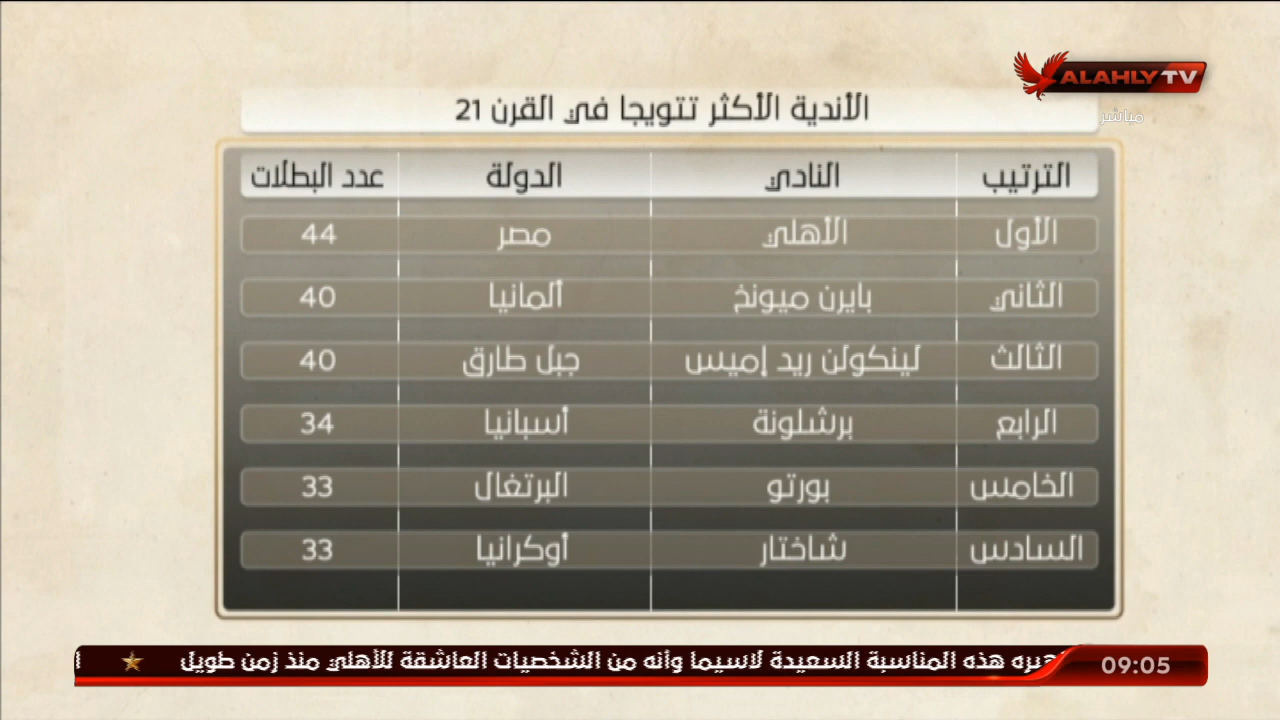 ALAHLY TV
مباشر
الأندية الأكثر تتويجا في القرن 21
الترتيب النادي الدولة عدد البطلات
الأول الأهلي مصر 44
الثاني بايرن ميونخ ألمانيا 40
الثالث لينكولن ريد إميس جبل طارق 40
الرابع برشلونة أسبانيا 34
الخامس بورتو البرتغال 33
السادس شاختار أوكرانيا 33
09:05 هذه المناسبة السعيدة لاسيما وأنه من الشخصيات العاشقة للأهلي منذ زمن طويل